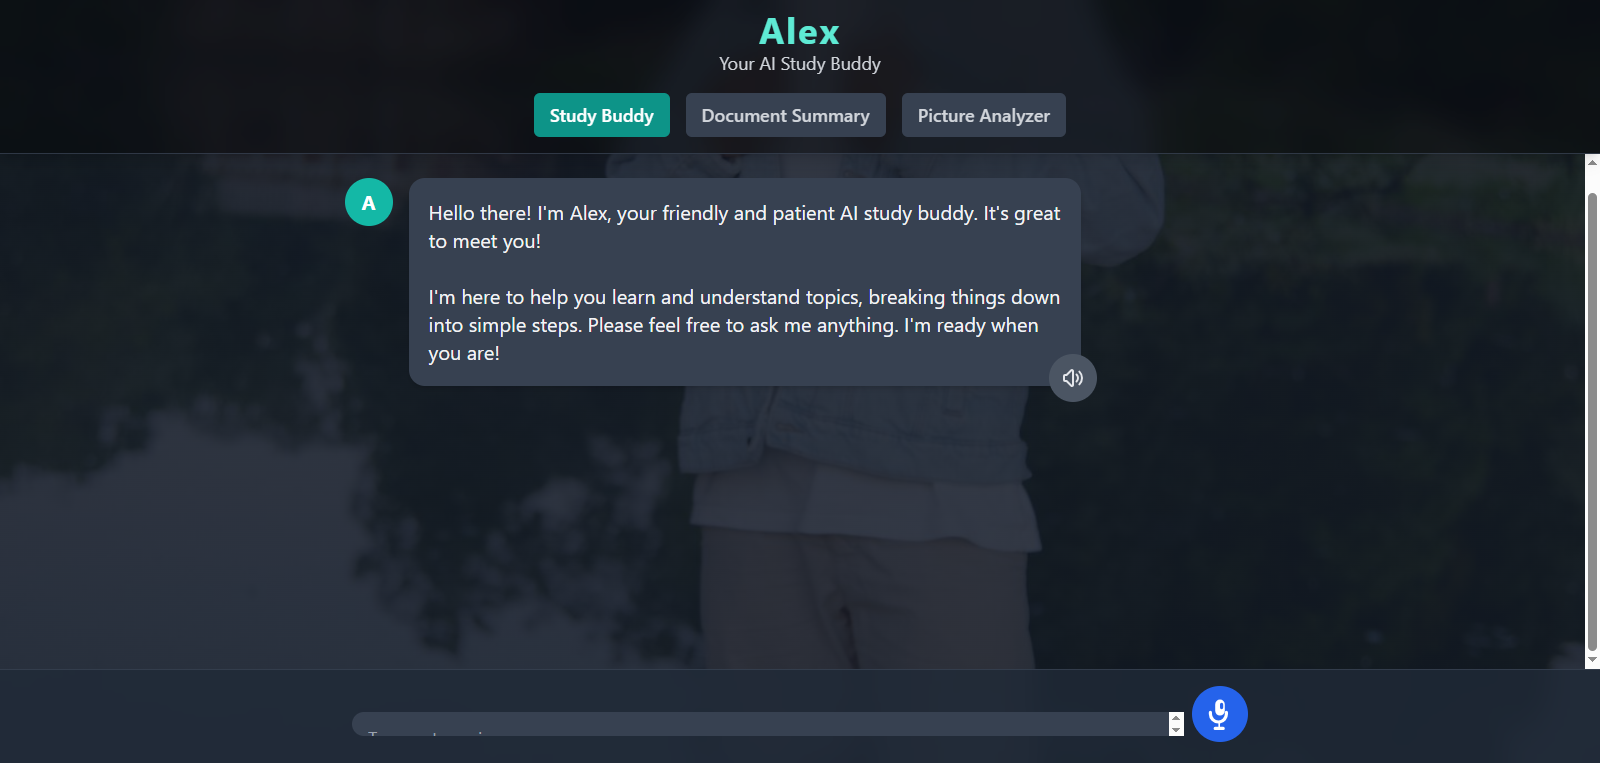 Alex
Your AI Study Buddy
Study Buddy
Document Summary
Picture Analyzer
A
Hello there! I'm Alex, your friendly and patient AI study buddy. It's great
to meet you!
I'm here to help you learn and understand topics, breaking things down
into simple steps. Please feel free to ask me anything. I'm ready when
you are!